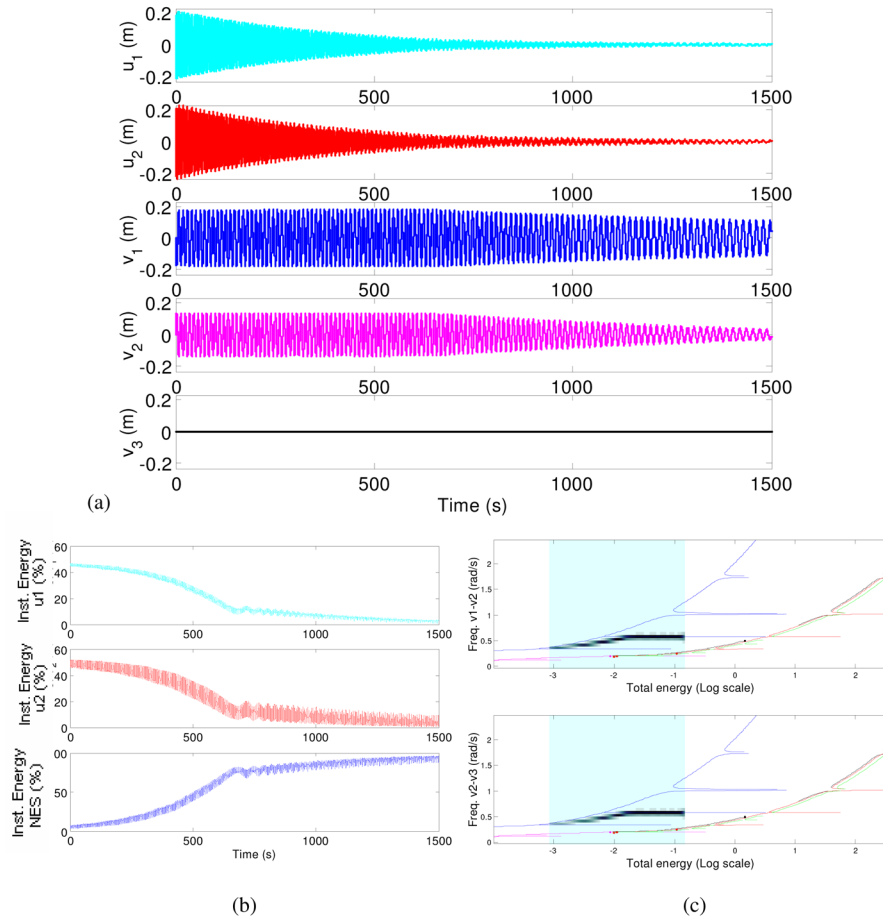 0.2
0
-0.2
u1 (m)
0 500 1000 1500
0.2
0
-0.2
u2 (m)
0 500 1000 1500
0.2
0
-0.2
v1 (m)
0 500 1000 1500
0.2
0
-0.2
v2 (m)
0 500 1000 1500
0.2
0
-0.2
v3 (m)
0 500 1000 1500
Time (s)
(a)
Inst. Energy
u1 (%)
60
40
20
0
0 500 1000 1500
Inst. Energy
u2 (%)
60
40
20
0
500 1000 1500
Inst. Energy
NES (%)
00
50
0
0 500 1000 1500
Time (s)
(b)
Freq. v1-v2 (rad/s)
2
1.5
1
0.5
0
-3 -2 -1 0 1 2
Total energy (Log scale)
Freq. v2-v3 (rad/s)
2
1.5
1
0.5
0
-3 -2 -1 0 1 2
Total energy (Log scale)
(c)